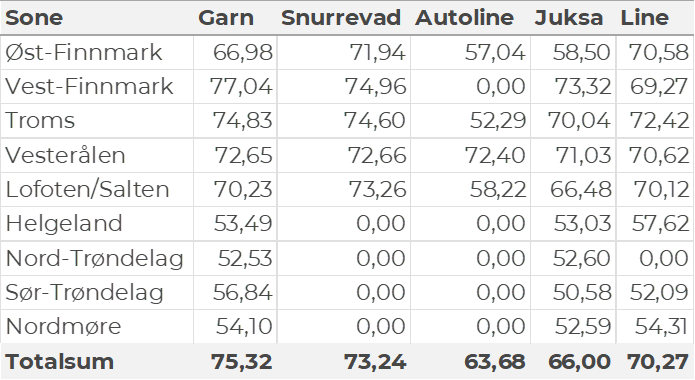 Sone Garn Snurrevad Autoline Juksa Line
Øst-Finnmark 66,98 71,94 57,04 58,50 70,58
Vest-Finnmark 77,04 74,96 0,00 73,32 69,27
Troms 74,83 74,60 52,29 70,04 72,42
Vesterålen 72,65 72,66 72,40 71,03 70,62
Lofoten/Salten 70,23 73,26 58,22 66,48 70,12
Helgeland 53,49 0,00 0,00 53,03 57,62
Nord-Trøndelag 52,53 0,00 0,00 52,60 0,00
Sør-Trøndelag 56,84 0,00 0,00 50,58 52,09
Nordmøre 54,10 0,00 0,00 52,59 54,31
Totalsum 75,32 73,24 63,68 66,00 70,27